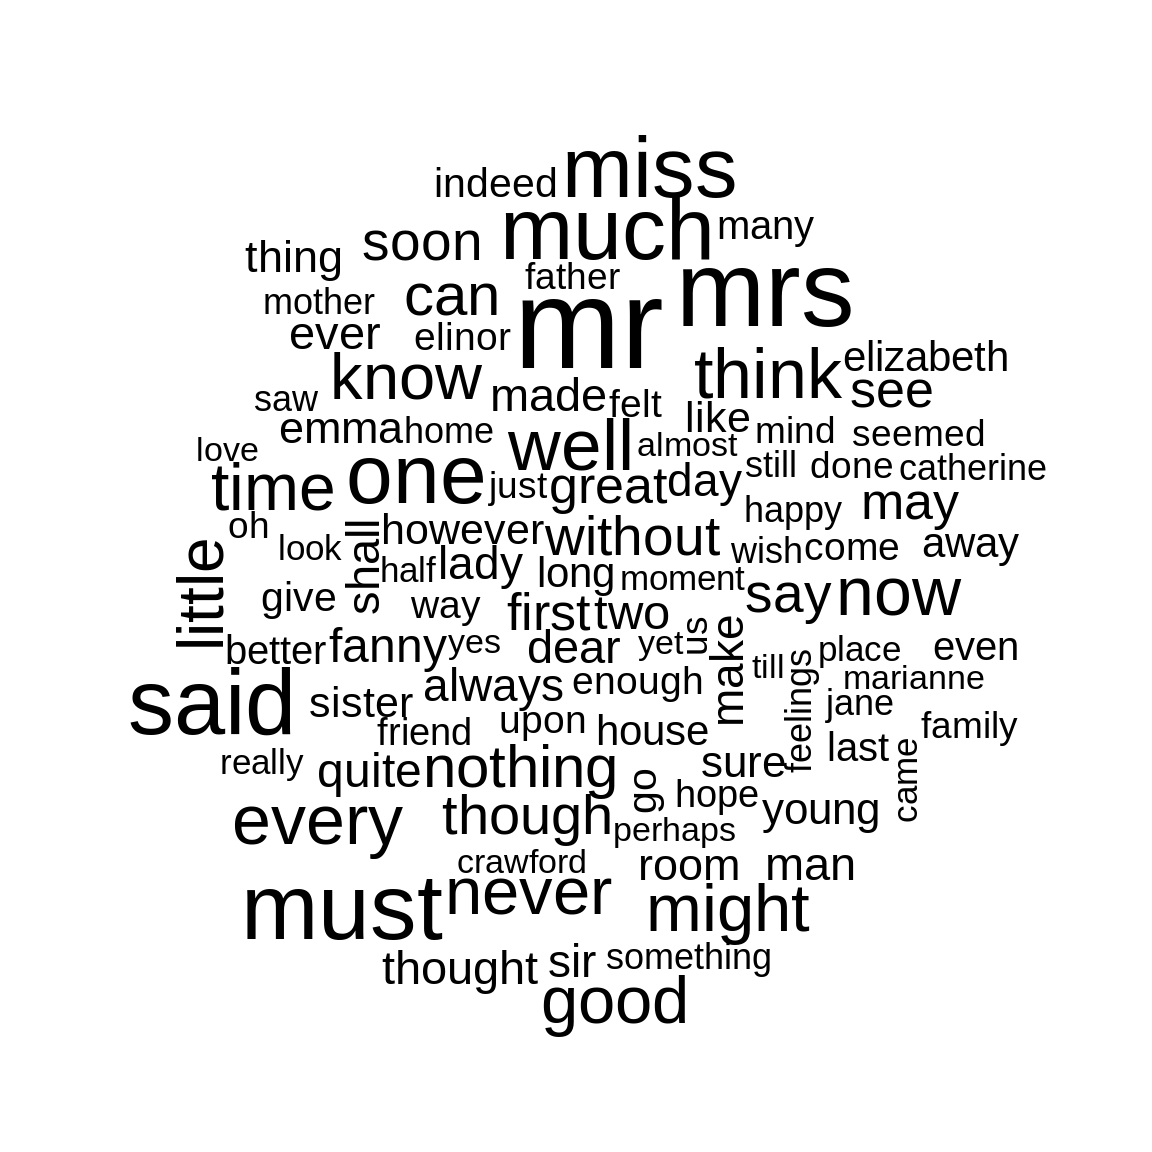 miss
indeed
much
many
soon
thing
father
mrs
can
mother
mr
ever
elinor
elizabeth
think
know
see
made
saw
felt
like
emma
home
mind
seemed
well
almost
love
one
still
done
catherine
time
just
great
day
happy
may
oh
however
without
look
shall
wish
come
away
little
half
lady
long
moment
say
now
give
way
first
two
better
fanny
yes
dear
yet
us
make
till
place
even
said
sister
always
enough
feelings
marianne
jane
friend
upon
house
family
really
quite
nothing
go
sure
last
came
hope
every
though
perhaps
young
crawford
room
man
must
never
might
thought
sir
something
good